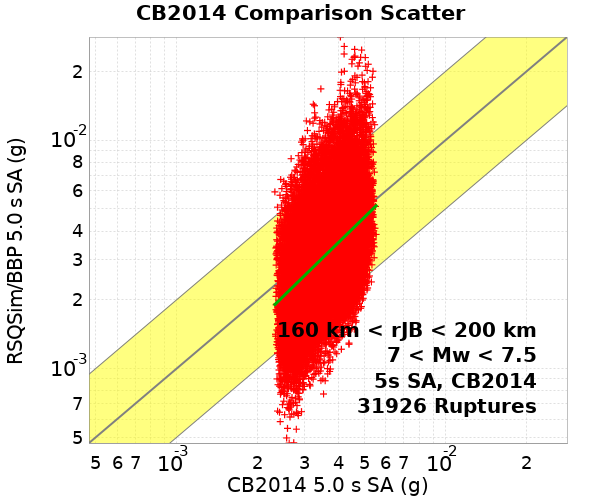 CB2014 Comparison Scatter
RSQSim/BBP 5.0 s SA (g)
2
10-2
8
6
4
3
2
10-3
7
5
160 km < rJB < 200 km
7 < Mw < 7.5
5s SA, CB2014
31926 Ruptures
5 6 7 10-3 2 3 4 5 6 7 10-2 2
CB2014 5.0 s SA (g)